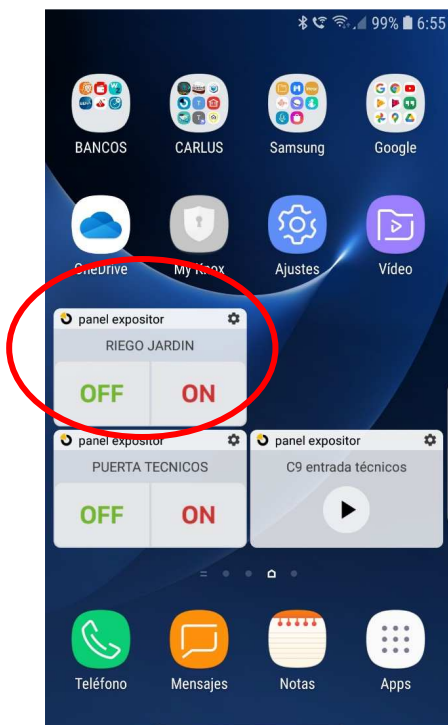 99% 6:55
BANCOS CARLUS Samsung Google
OneDrive My Knox Ajustes Vídeo
panel expositor
RIEGO JARDIN
OFF ON
panel expositor panel expositor
PUERTA TECNICOS C9 entrada técnicos
OFF ON
Teléfono Mensajes Notas Apps